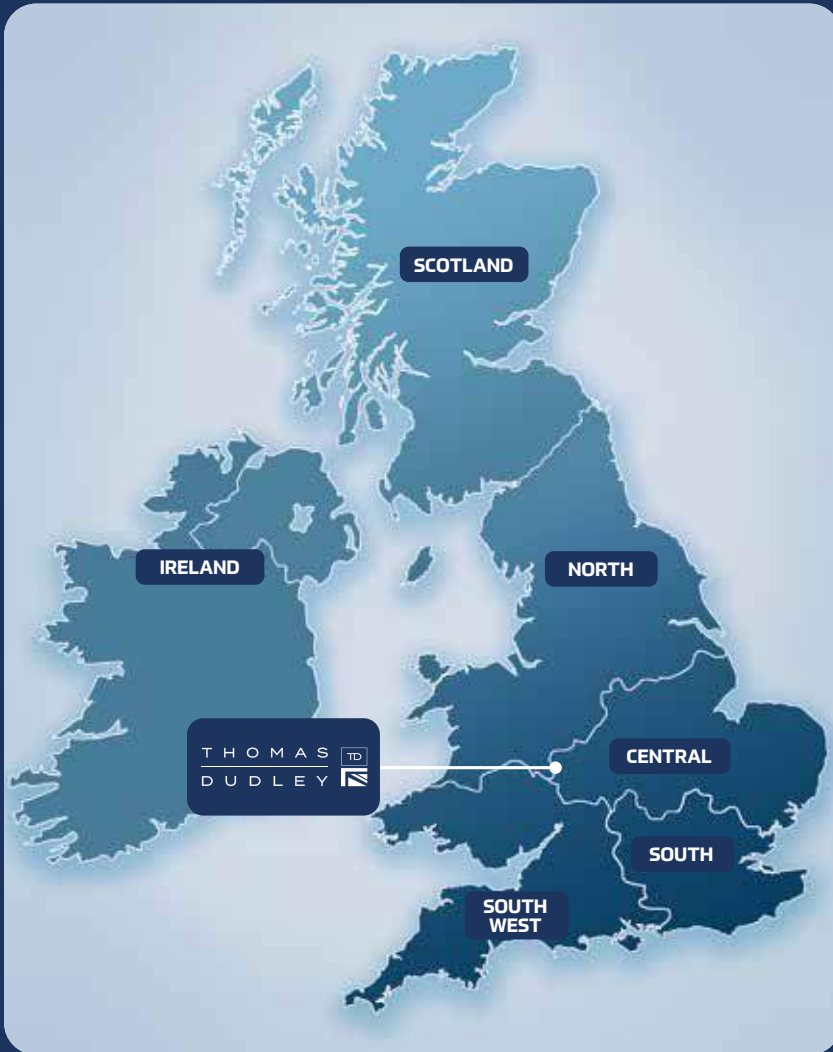 SCOTLAND
IRELAND
NORTH
THOMAS TD
DUDLEY
CENTRAL
SOUTH
SOUTH
WEST